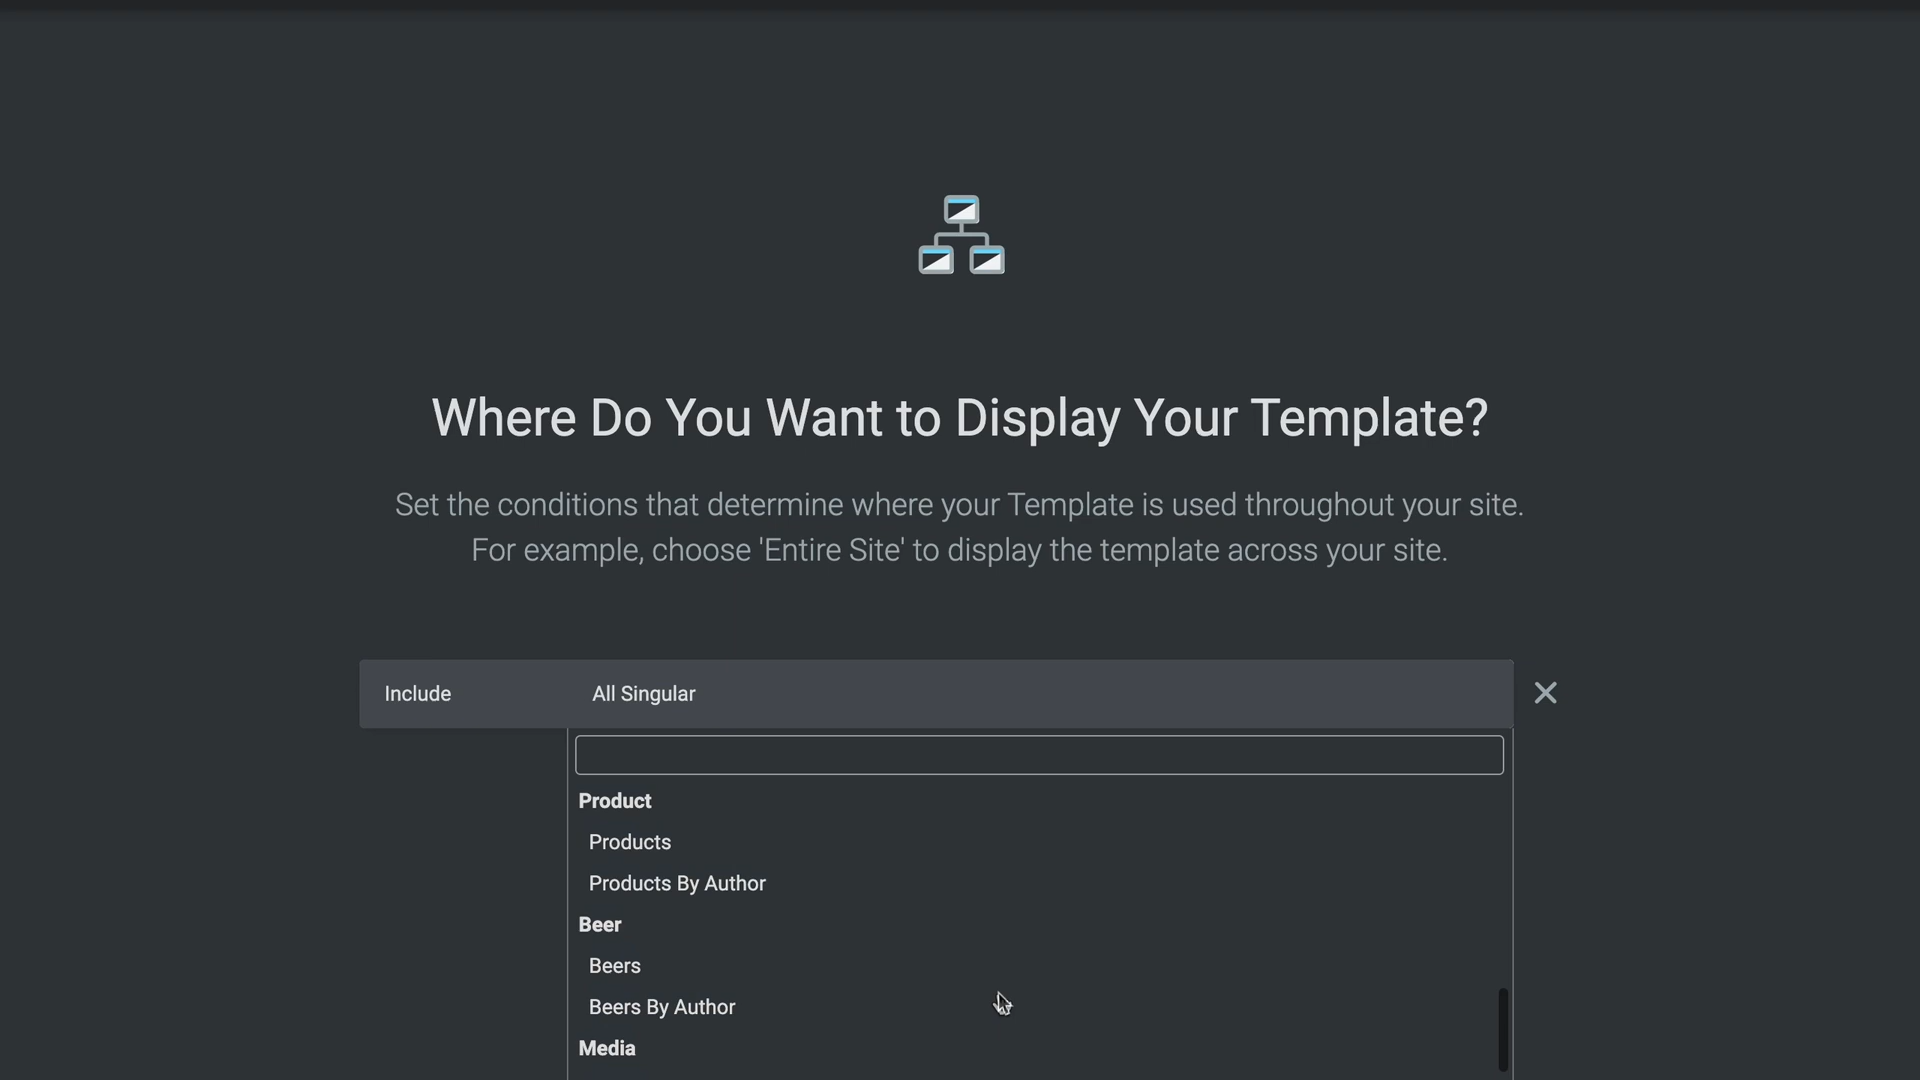 Where Do You Want to Display Your Template?
Set the conditions that determine where your Template is used throughout your site.
For example, choose 'Entire Site' to display the template across your site.
Include
All Singular
Product
Products
Products By Author
Beer
Beers
Beers By Author
Media